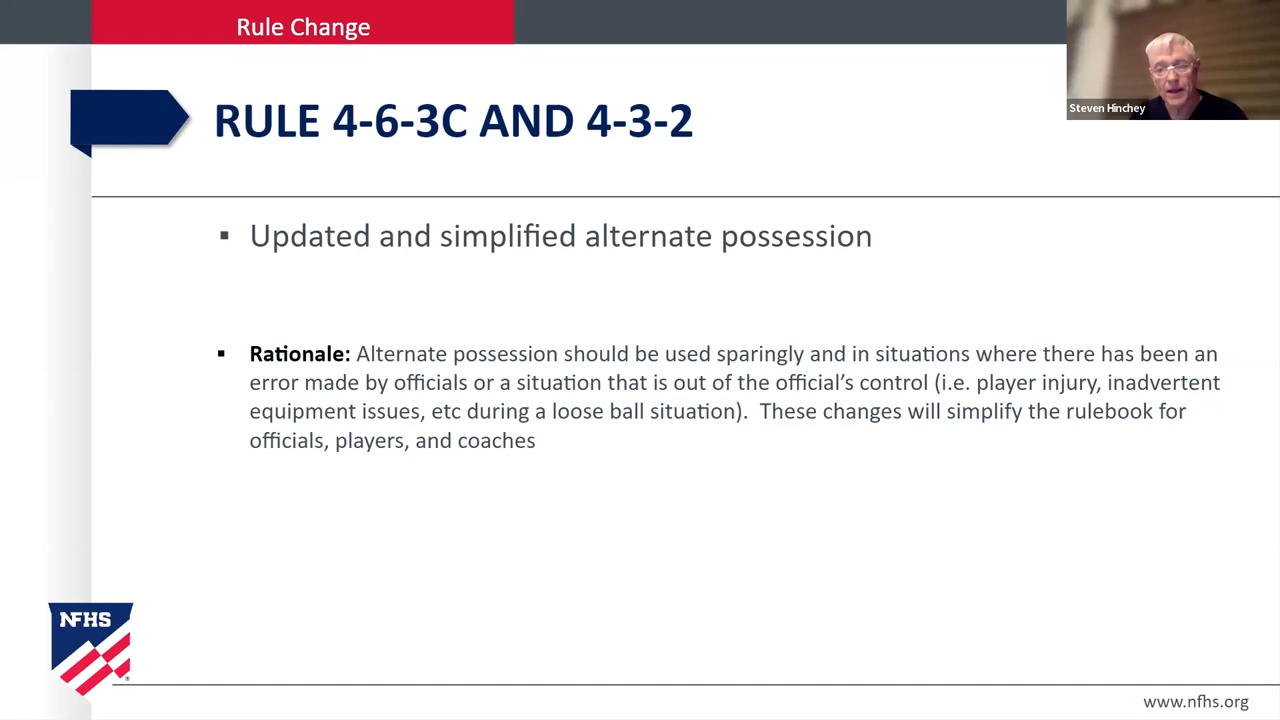 Rule Change
Steven Hinchey
RULE 4-6-3C AND 4-3-2
▪ Updated and simplified alternate possession
▪ Rationale: Alternate possession should be used sparingly and in situations where there has been an
error made by officials or a situation that is out of the official’s control (i.e. player injury, inadvertent
equipment issues, etc during a loose ball situation).  These changes will simplify the rulebook for
officials, players, and coaches
NFHS
www.nfhs.org